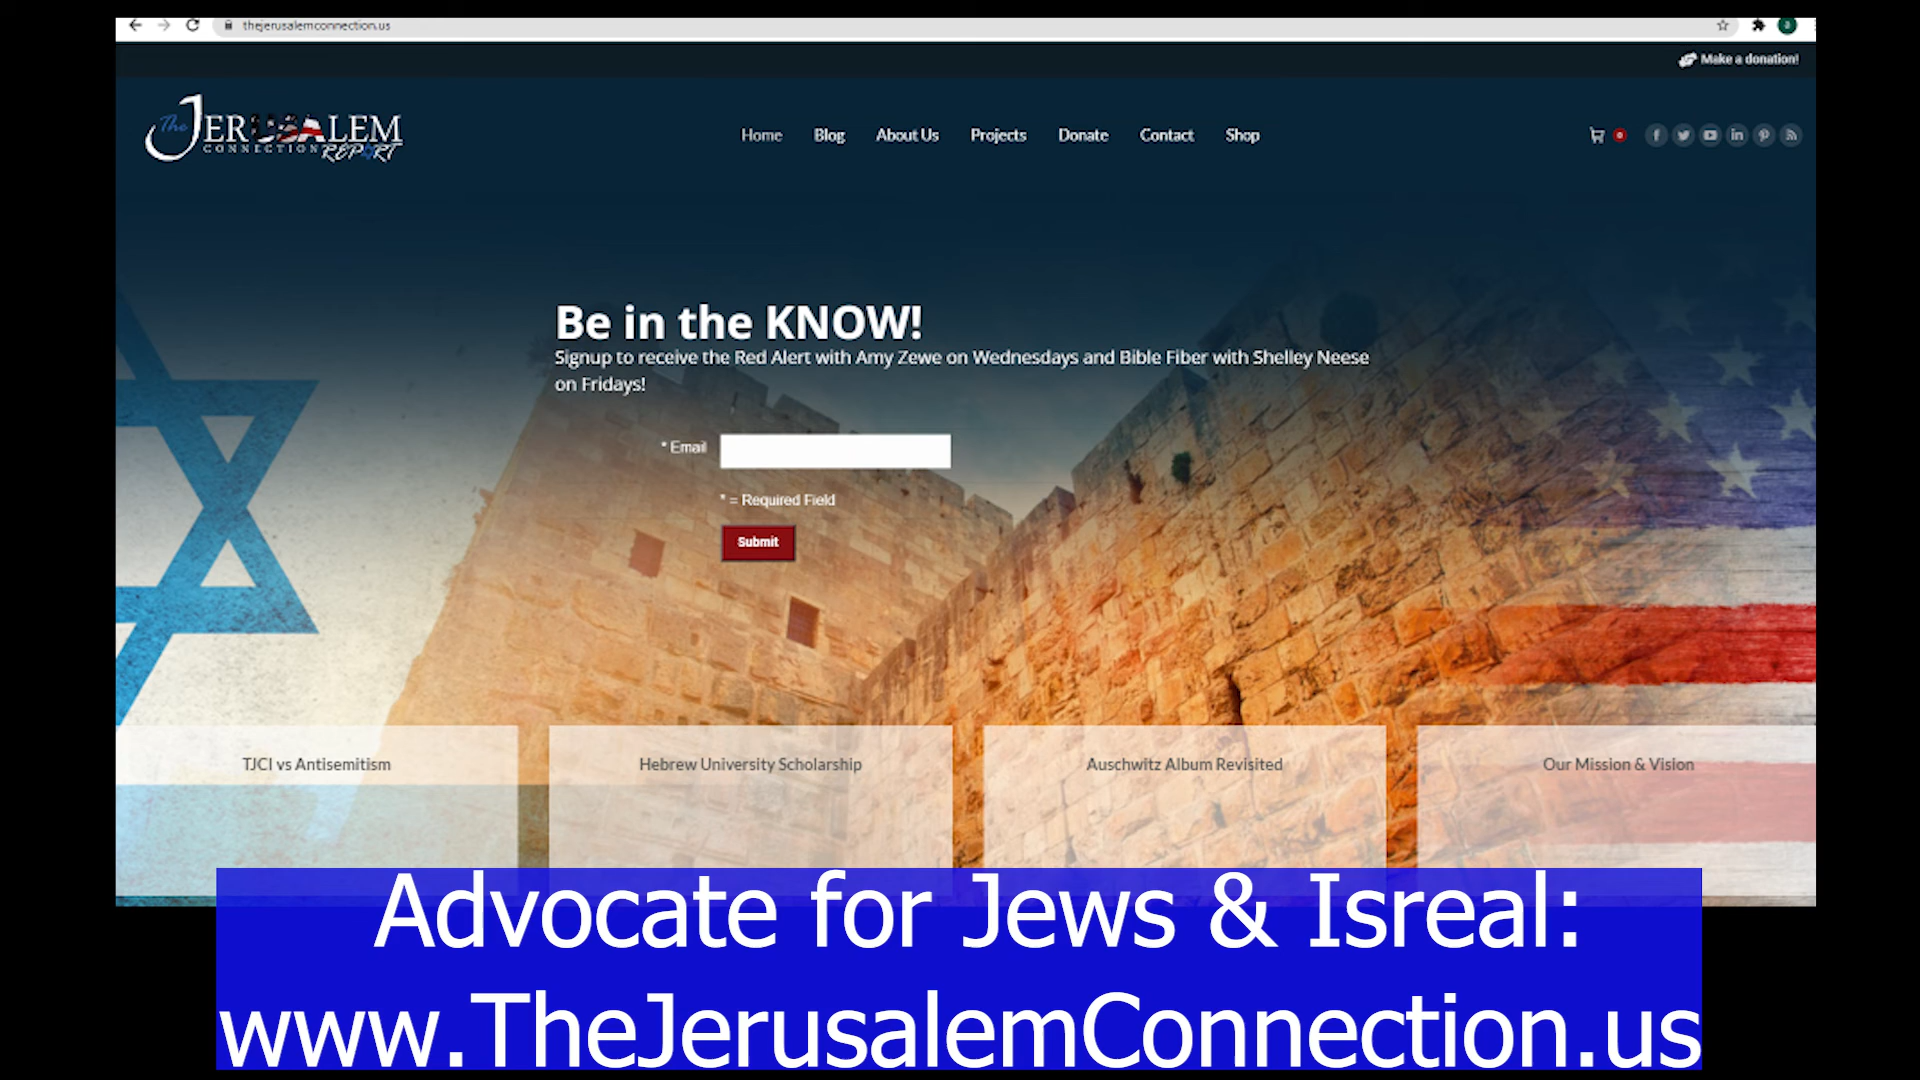 thejerusalemconnection.us
Make a donation!
The JERUSALEM
CONNECTION REPORT
Home Blog About Us Projects Donate Contact Shop
0
Be in the KNOW!
Signup to receive the Red Alert with Amy Zewe on Wednesdays and Bible Fiber with Shelley Neese
on Fridays!
* Email
* = Required Field
Submit
TJCI vs Antisemitism Hebrew University Scholarship Auschwitz Album Revisited Our Mission & Vision
Advocate for Jews & Isreal:
www.TheJerusalemConnection.us